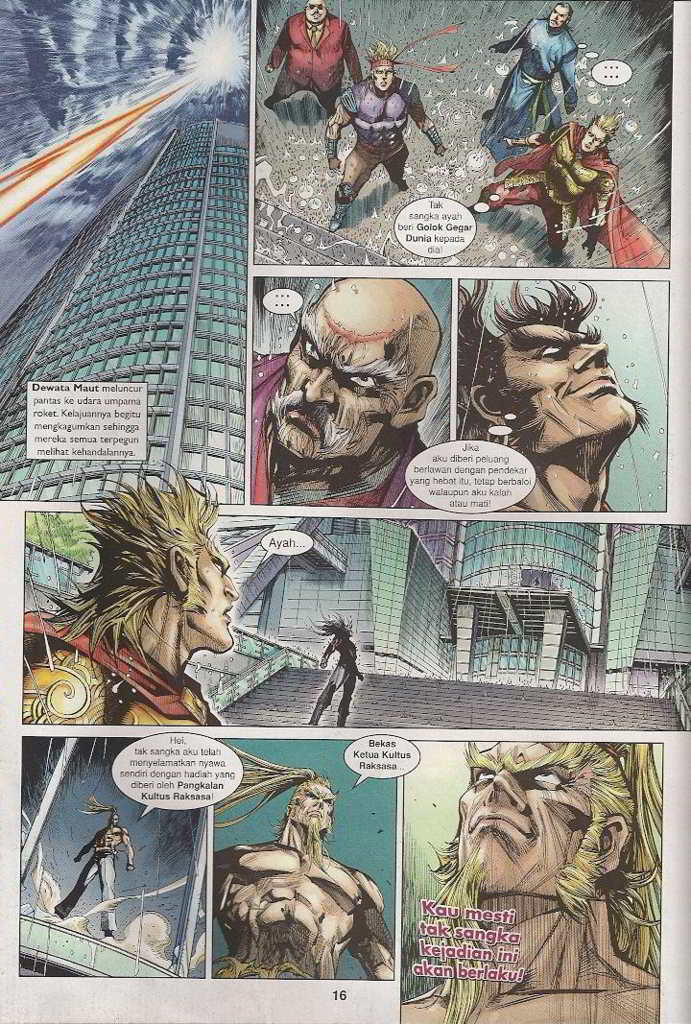 Dewata Maut meluncur
pantas ke udara umpama
roket. Kelajuannya begitu
mengkagumkan sehingga
mereka semua terpegun
melihat kehandalannya.
...
...
Tak
sangka ayah
beri Golok Gegar
Dunia kepada
dia!
...
...
Jika
aku diberi peluang
berlawan dengan pendekar
yang hebat itu, tetap berbaloi
walaupun aku kalah
atau mati!
Ayah...
Hei,
tak sangka aku telah
menyelamatkan nyawa
sendiri dengan hadiah yang
diberi oleh Pangkalan
Kultus Raksasa!
Bekas
Ketua Kultus
Raksasa...
Kau mesti
tak sangka
kejadian ini
akan berlaku!
16